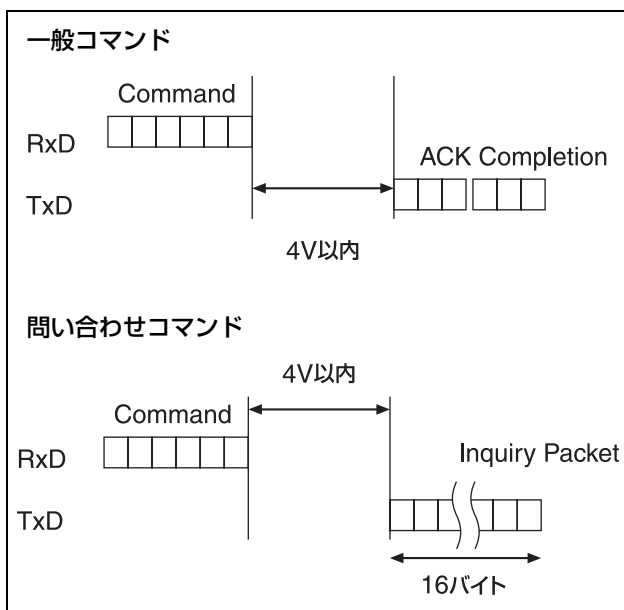 一般コマンド
Command
RxD
ACK Completion
TxD
4V以内
問い合わせコマンド
4V以内
Command
RxD
Inquiry Packet
TxD
16バイト